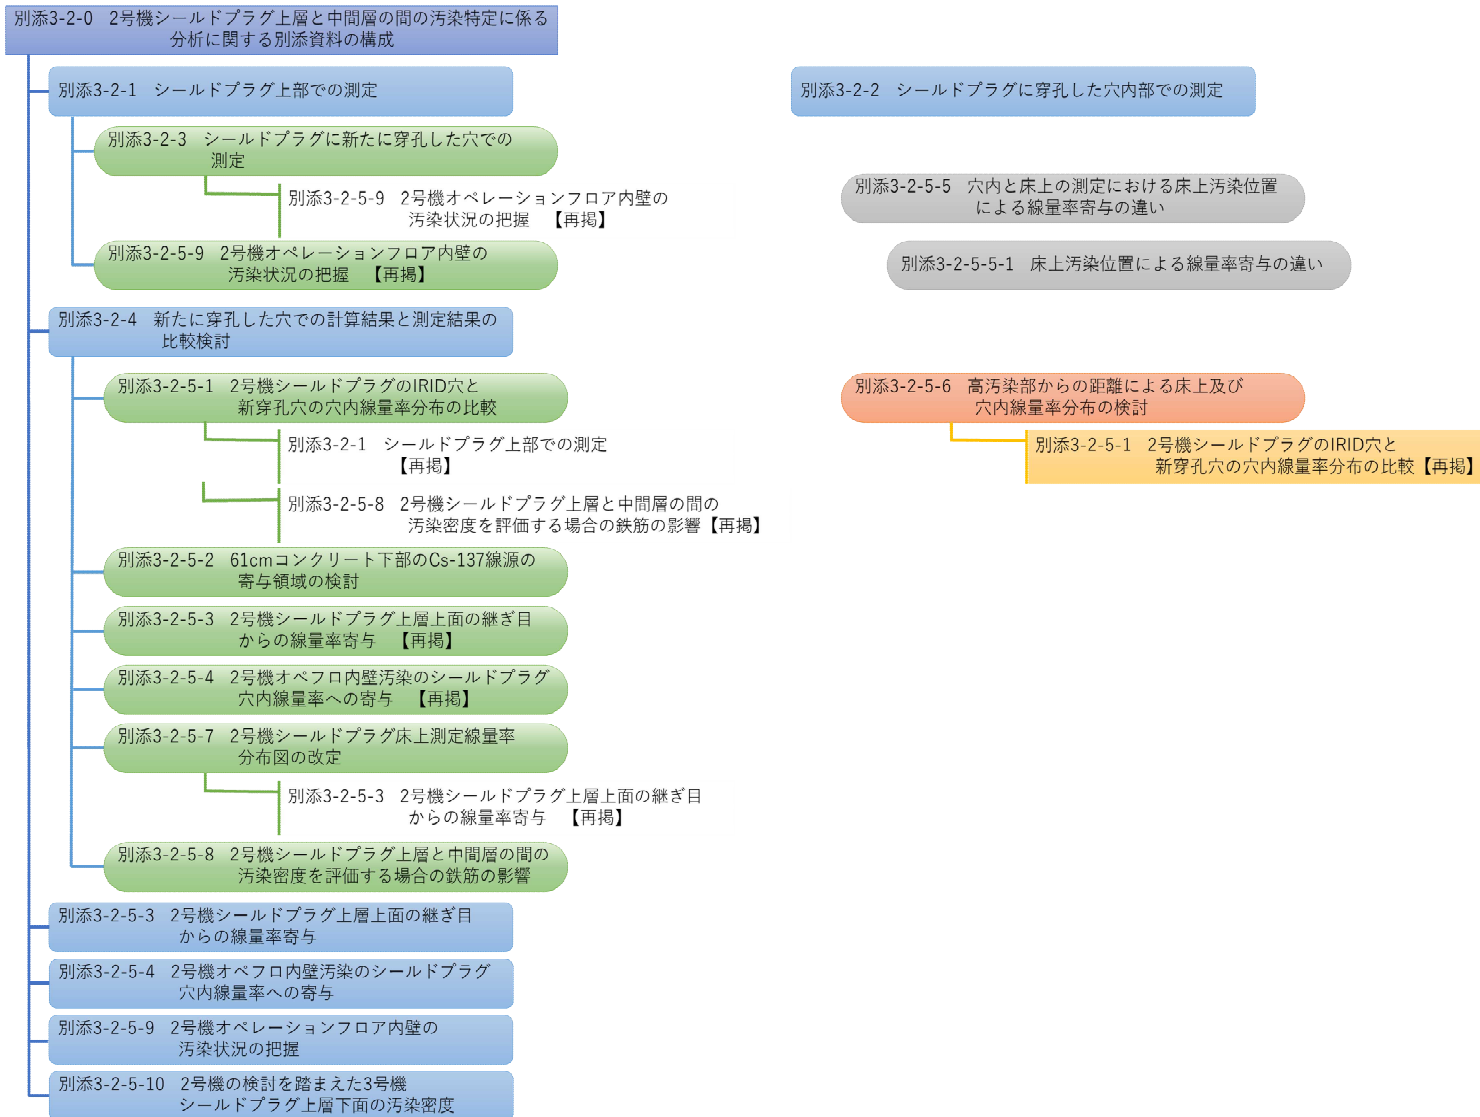 別添3-2-0　2号機シールドプラグ上層と中間層の間の汚染特定に係る
分析に関する別添資料の構成
別添3-2-1　シールドプラグ上部での測定
別添3-2-3　シールドプラグに新たに穿孔した穴での
測定
別添3-2-5-9　2号機オペレーションフロア内壁の
汚染状況の把握　【再掲】
別添3-2-5-9　2号機オペレーションフロア内壁の
汚染状況の把握　【再掲】
別添3-2-4　新たに穿孔した穴での計算結果と測定結果の
比較検討
別添3-2-5-1　2号機シールドプラグのIRID穴と
新穿孔穴の穴内線量率分布の比較
別添3-2-1　シールドプラグ上部での測定
【再掲】
別添3-2-5-8　2号機シールドプラグ上層と中間層の間の
汚染密度を評価する場合の鉄筋の影響【再掲】
別添3-2-5-2　61cmコンクリート下部のCs-137線源の
寄与領域の検討
別添3-2-5-3　2号機シールドプラグ上層上面の継ぎ目
からの線量率寄与　【再掲】
別添3-2-5-4　2号機オペフロ内壁汚染のシールドプラグ
穴内線量率への寄与　【再掲】
別添3-2-5-7　2号機シールドプラグ床上測定線量率
分布図の改定
別添3-2-5-3　2号機シールドプラグ上層上面の継ぎ目
からの線量率寄与　【再掲】
別添3-2-5-8　2号機シールドプラグ上層と中間層の間の
汚染密度を評価する場合の鉄筋の影響
別添3-2-5-3　2号機シールドプラグ上層上面の継ぎ目
からの線量率寄与
別添3-2-5-4　2号機オペフロ内壁汚染のシールドプラグ
穴内線量率への寄与
別添3-2-5-9　2号機オペレーションフロア内壁の
汚染状況の把握
別添3-2-5-10　2号機の検討を踏まえた3号機
シールドプラグ上層下面の汚染密度
別添3-2-2　シールドプラグに穿孔した穴内部での測定
別添3-2-5-5　穴内と床上の測定における床上汚染位置
による線量率寄与の違い
別添3-2-5-5-1　床上汚染位置による線量率寄与の違い
別添3-2-5-6　高汚染部からの距離による床上及び
穴内線量率分布の検討
別添3-2-5-1　2号機シールドプラグのIRID穴と
新穿孔穴の穴内線量率分布の比較【再掲】